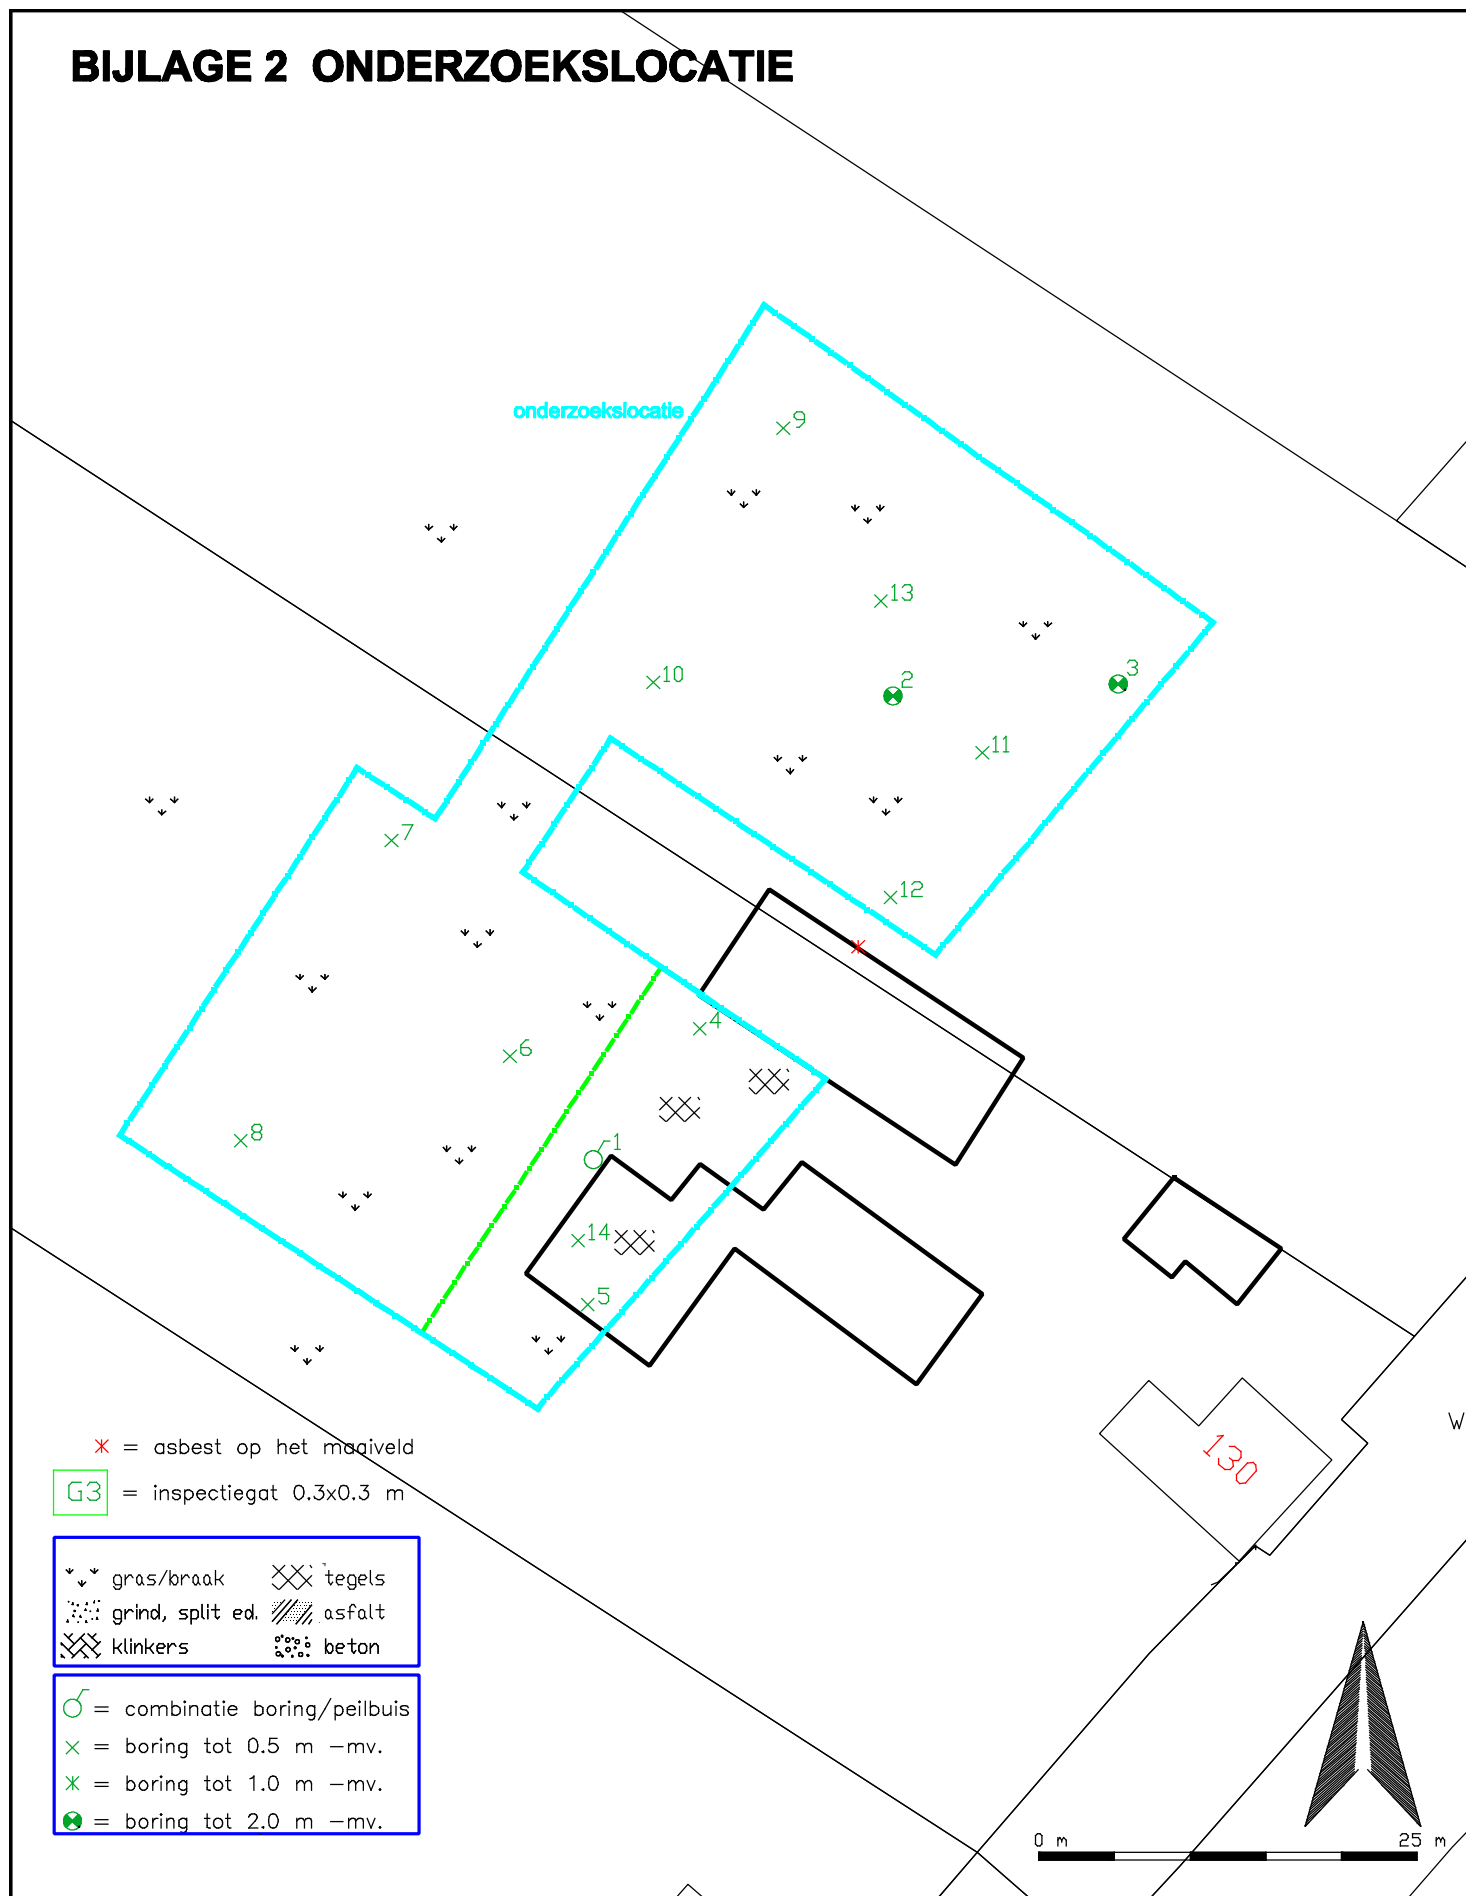 BIJLAGE 2 ONDERZOEKSLOCATIE
onderzoekslocatie
9
13
10
2
3
11
7
12
4
6
8
1
14
5
130
W
* = asbest op het maaiveld
G3 = inspectiegat 0.3x0.3 m
gras/braak
tegels
grind, split ed.
asfalt
klinkers
beton
= combinatie boring/peilbuis
× = boring tot 0.5 m -mv.
= boring tot 1.0 m -mv.
= boring tot 2.0 m -mv.
0 m
25 m